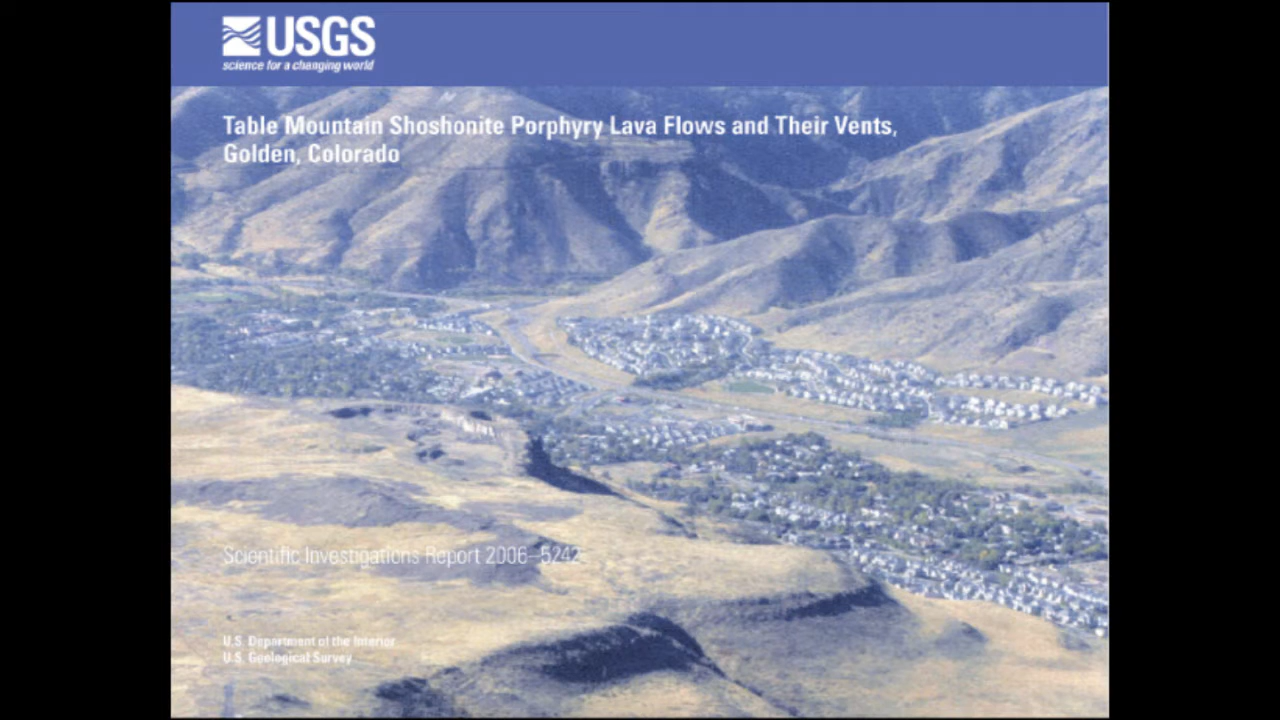 USGS
science for a changing world
Table Mountain Shoshonite Porphyry Lava Flows and Their Vents,
Golden, Colorado
Scientific Investigations Report 2006–5242
U.S. Department of the Interior
U.S. Geological Survey